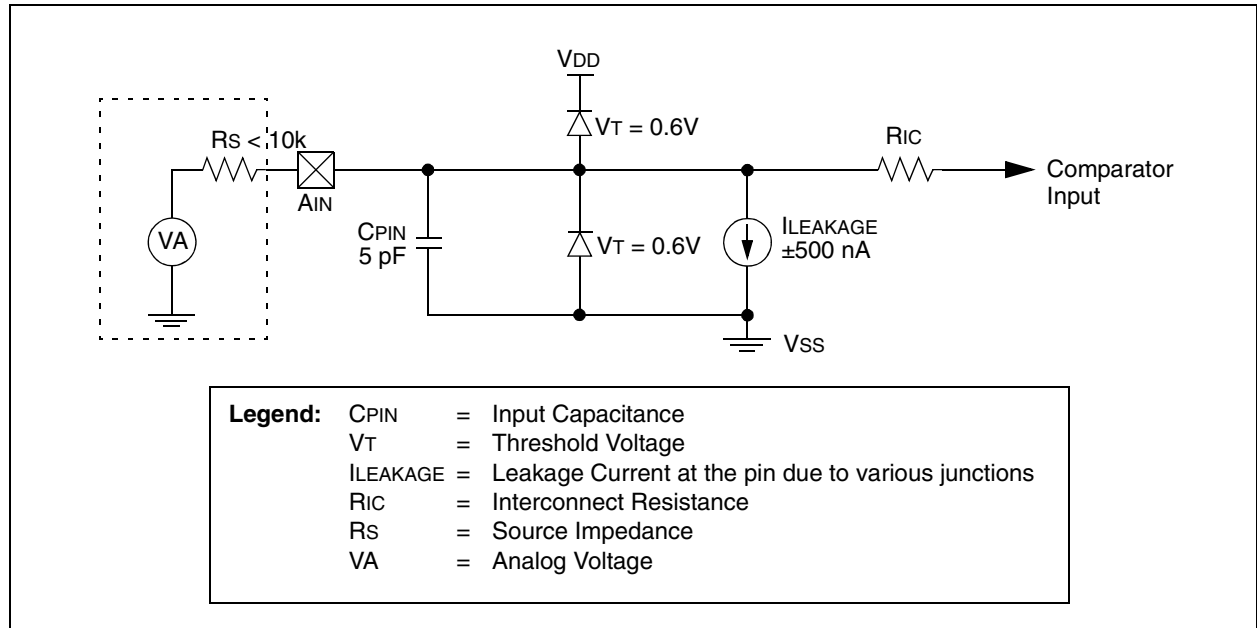 VDD
VT = 0.6V
RS < 10k
RIC
AIN
Comparator
Input
VA
CPIN
5 pF
VT = 0.6V
ILEAKAGE
±500 nA
VSS
Legend: CPIN = Input Capacitance
VT = Threshold Voltage
ILEAKAGE = Leakage Current at the pin due to various junctions
RIC = Interconnect Resistance
RS = Source Impedance
VA = Analog Voltage